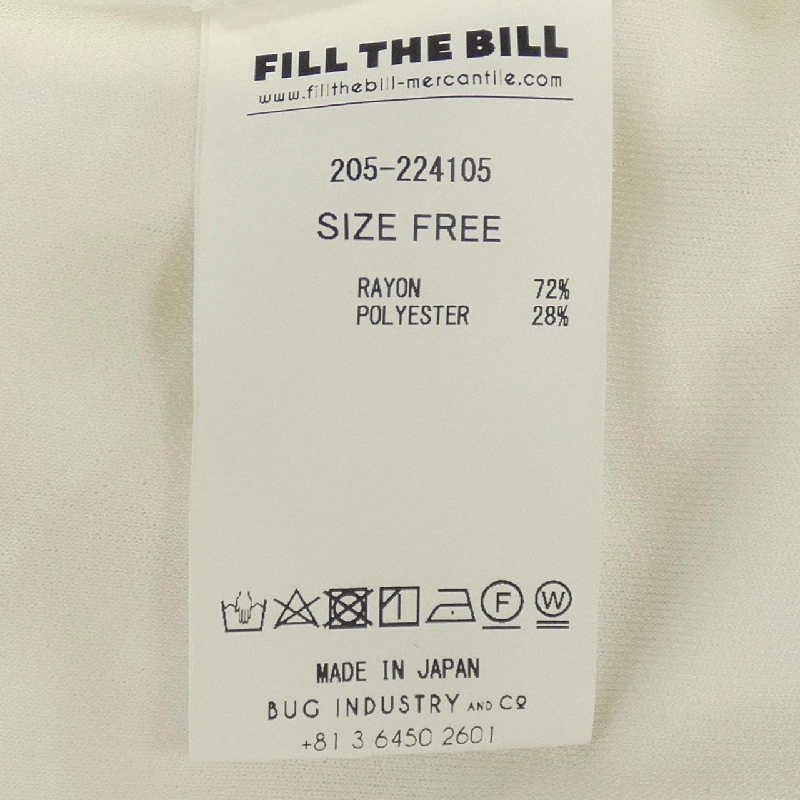 FILL THE BILL
www.fillthebill-mercantile.com
205-224105
SIZE FREE
RAYON 72%
POLYESTER 28%
F W
MADE IN JAPAN
BUG INDUSTRY AND CO
+81 3 6450 2601